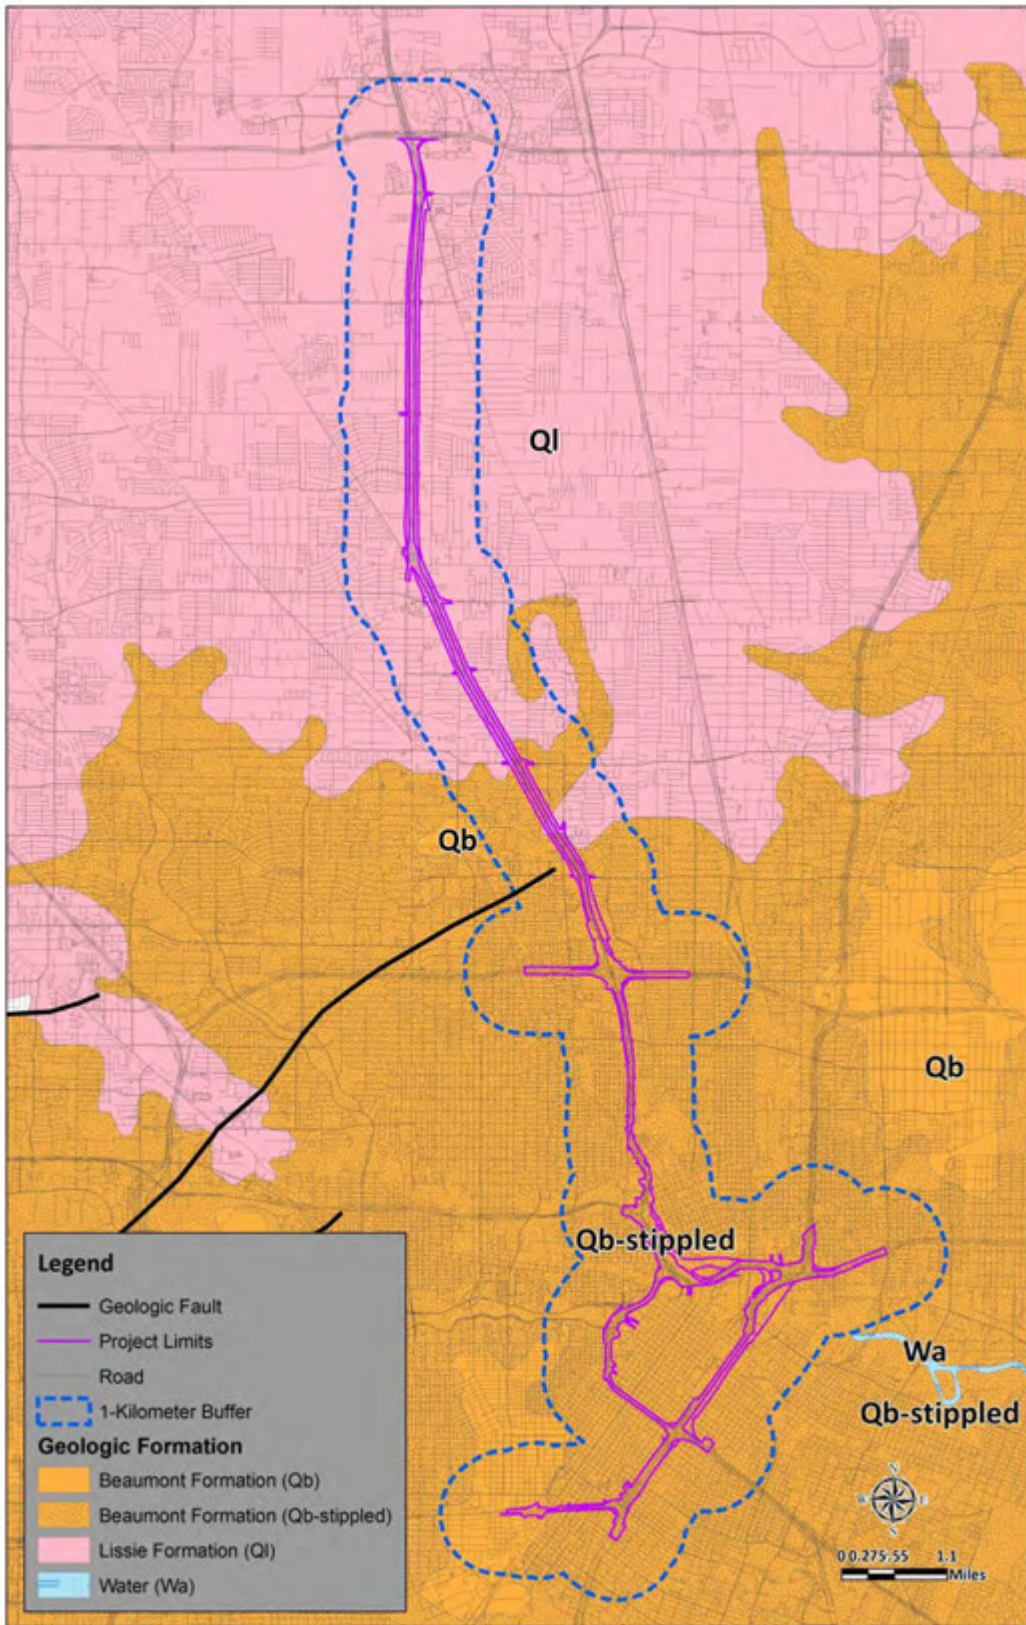 Ql
Qb
Qb
Qb-stippled
Wa
Qb-stippled
Legend
Geologic Fault
Project Limits
Road
1-Kilometer Buffer
Geologic Formation
Beaumont Formation (Qb)
Beaumont Formation (Qb-stippled)
Lissie Formation (Ql)
Water (Wa)
E
S
0 0.275.55 1.1
Miles